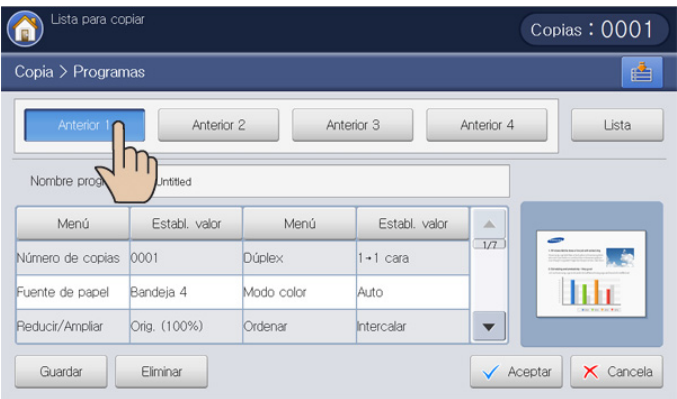 Lista para copiar
Copias : 0001
Copia > Programas
Anterior 1 Anterior 2 Anterior 3 Anterior 4 Lista
Nombre Untitled
Menú Establ. valor Menú Establ. valor
Número de copias 0001 Dúplex 1→1 cara
1/7
Fuente de papel Bandeja 4 Modo color Auto
Reducir/Ampliar Orig. (100%) Ordenar Intercalar
Guardar Eliminar Aceptar Cancela